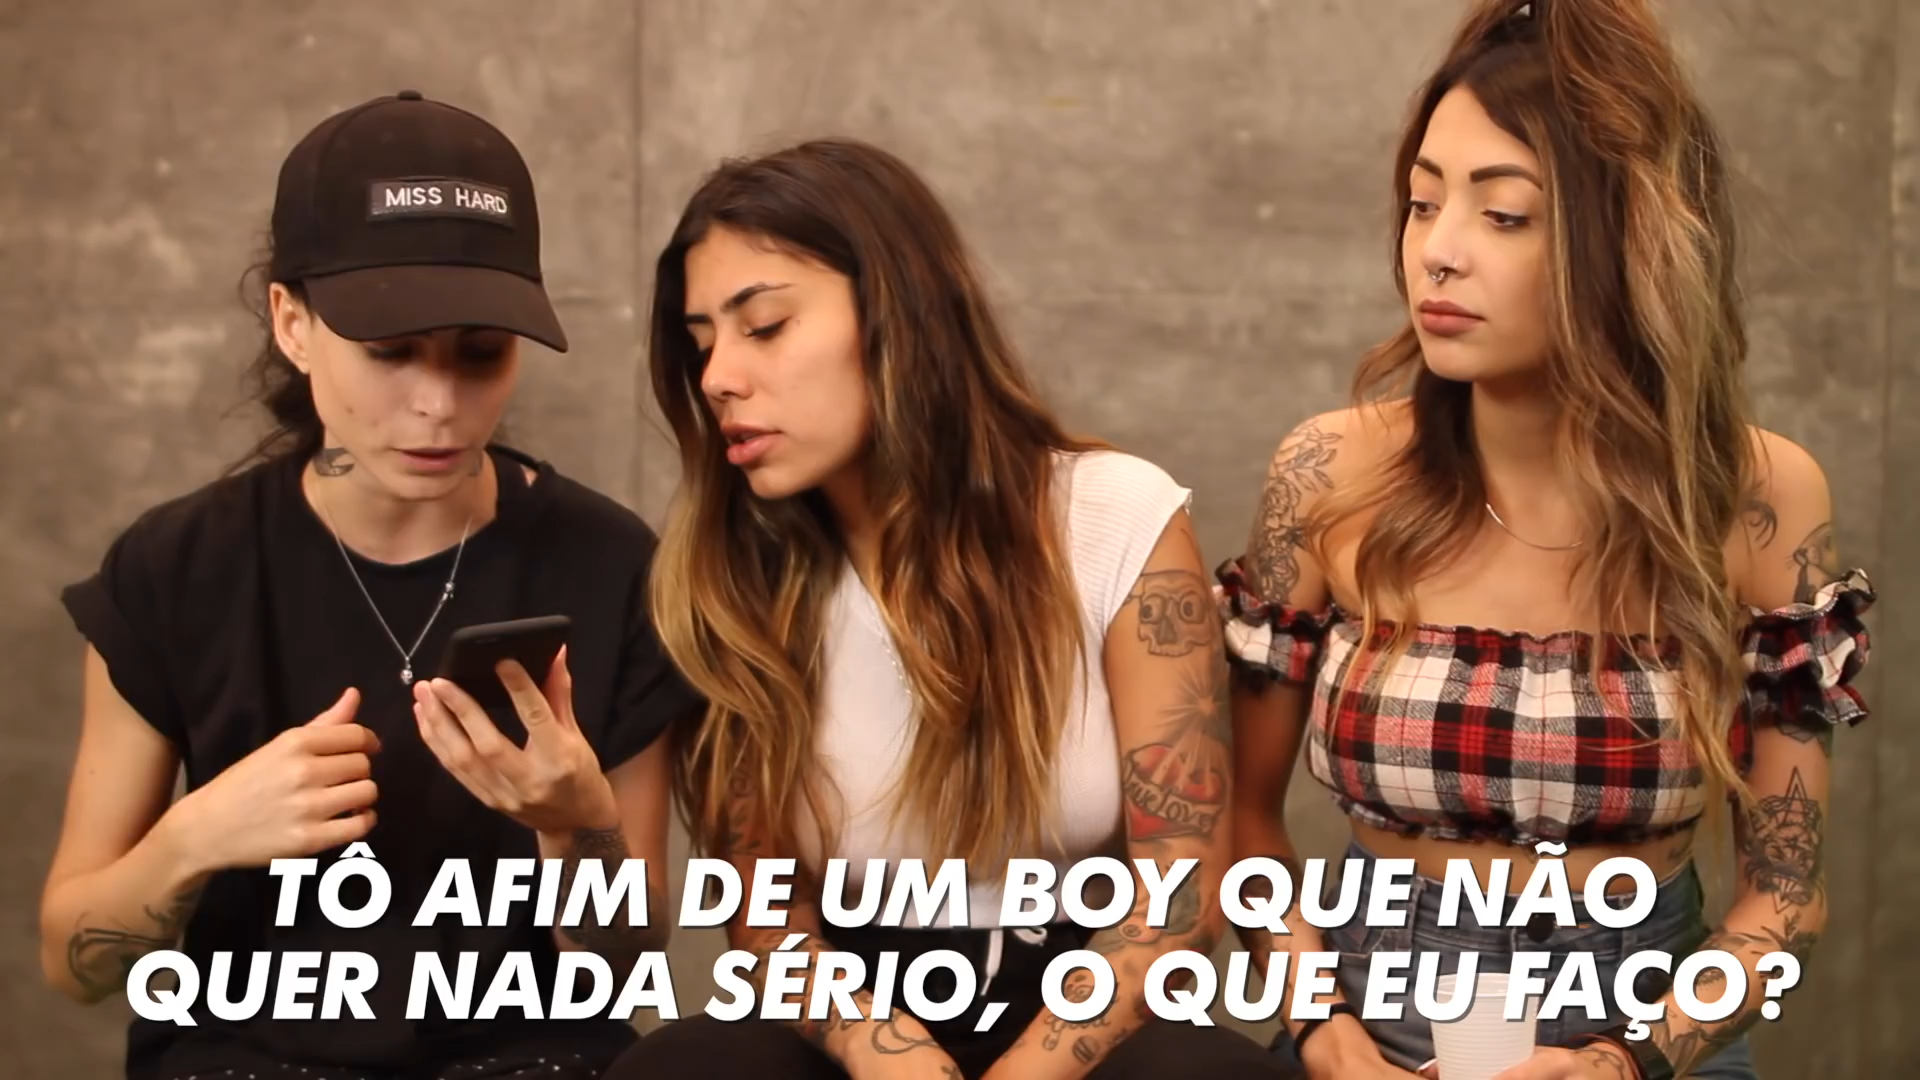 MISS HARD
TÔ AFIM DE UM BOY QUE NÃO
QUER NADA SÉRIO, O QUE EU FAÇO?